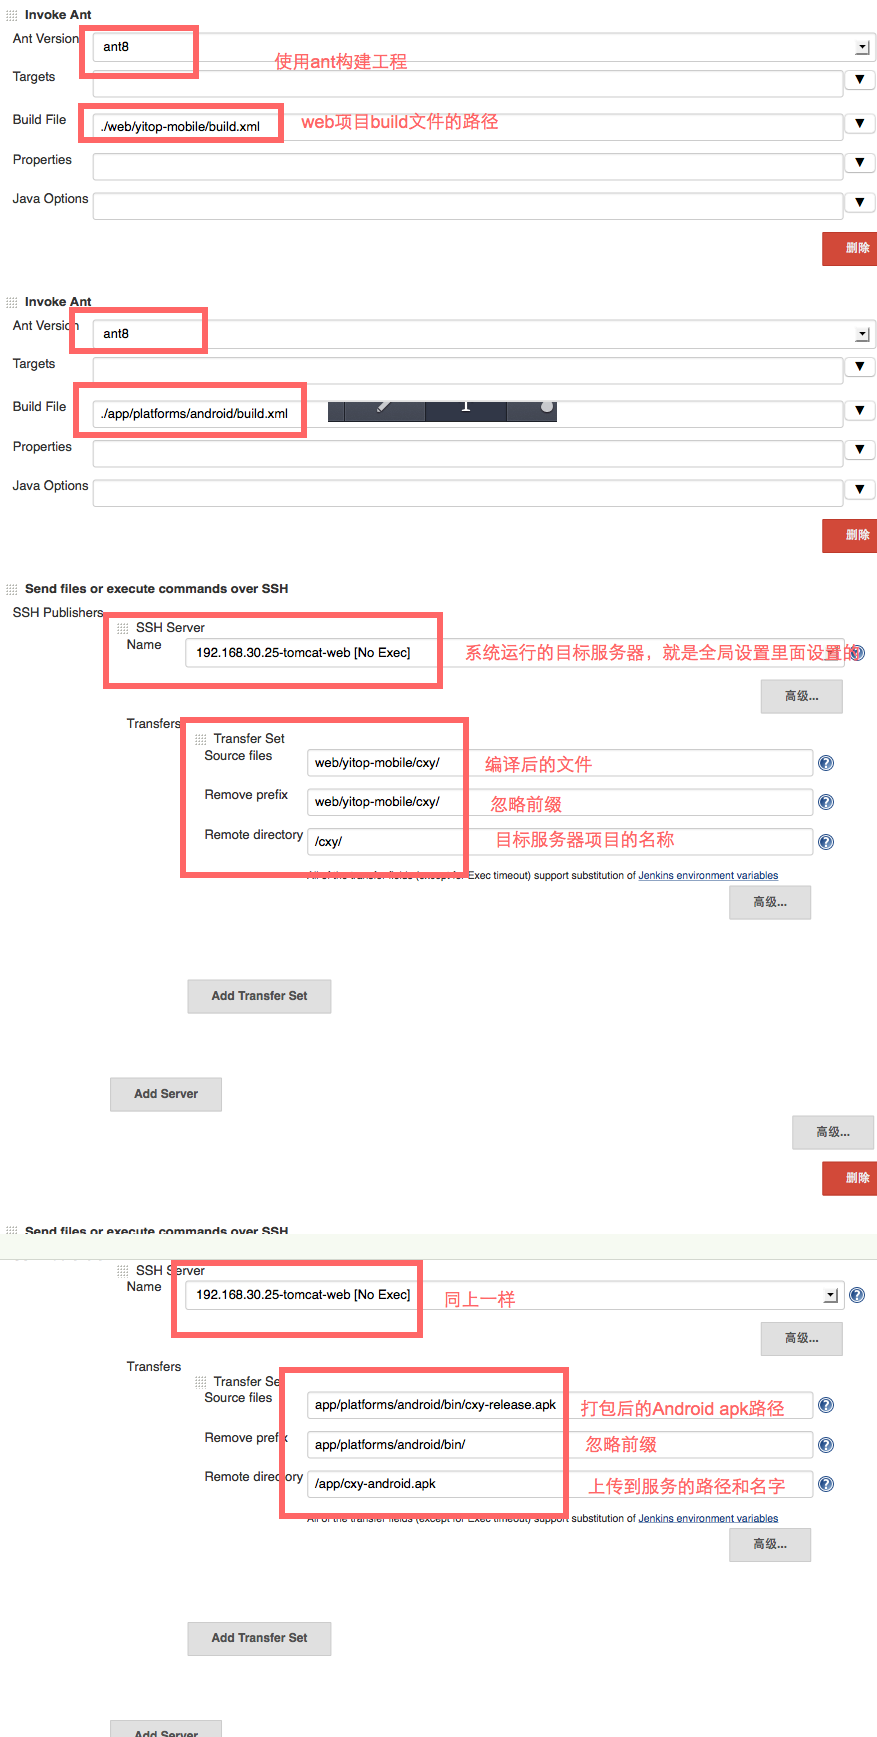 Invoke Ant
Ant Version
ant8
使用ant构建工程
Targets
Build File
./web/yitop-mobile/build.xml
web项目build文件的路径
Properties
Java Options
删除
Invoke Ant
Ant Version
ant8
Targets
Build File
./app/platforms/android/build.xml
Properties
Java Options
删除
Send files or execute commands over SSH
SSH Publishers
SSH Server
Name
192.168.30.25-tomcat-web [No Exec]
系统运行的目标服务器，就是全局设置里面设置的
高级...
Transfers
Transfer Set
Source files
web/yitop-mobile/cxy/
编译后的文件
Remove prefix
web/yitop-mobile/cxy/
忽略前缀
Remote directory
/cxy/
目标服务器项目的名称
All of the transfer fields (except for Exec timeout) support substitution of Jenkins environment variables
高级...
Add Transfer Set
Add Server
高级...
删除
Send files or execute commands over SSH
SSH Server
Name
192.168.30.25-tomcat-web [No Exec]
同上一样
高级...
Transfers
Transfer Set
Source files
app/platforms/android/bin/cxy-release.apk
打包后的Android apk路径
Remove prefix
app/platforms/android/bin/
忽略前缀
Remote directory
/app/cxy-android.apk
上传到服务的路径和名字
All of the transfer fields (except for Exec timeout) support substitution of Jenkins environment variables
高级...
Add Transfer Set
Add Server